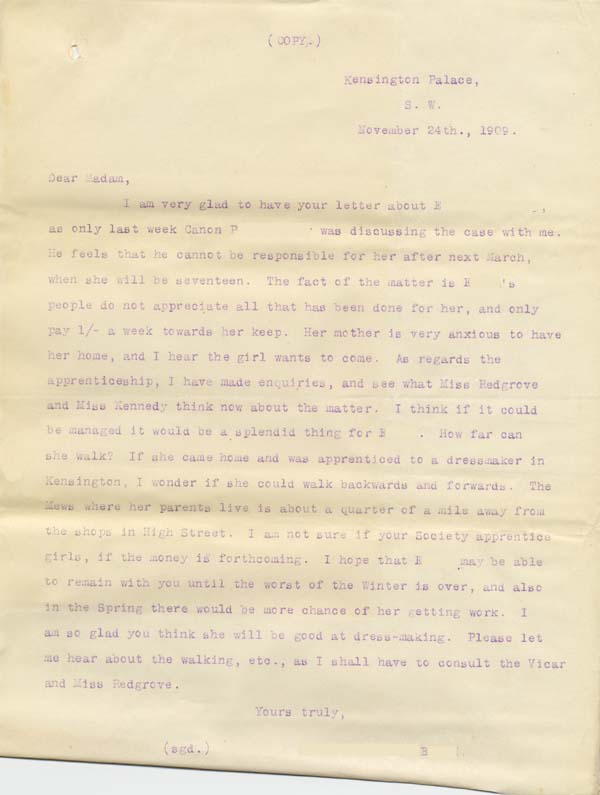 (COPY.)
Kensington Palace,
S. W.
November 24th., 1909.
Dear Madam,
I am very glad to have your letter about E ,
as only last week Canon P ' was discussing the case with me.
He feels that he cannot be responsible for her after next March,
when she will be seventeen. The fact of the matter is E 's
people do not appreciate all that has been done for her, and only
pay 1/- a week towards her keep. Her mother is very anxious to have
her home, and I hear the girl wants to come. As regards the
apprenticeship, I have made enquiries, and see what Miss Redgrove
and Miss Kennedy think now about the matter. I think if it could
be managed it would be a splendid thing for E . How far can
she walk? If she came home and was apprenticed to a dressmaker in
Kensington, I wonder if she could walk backwards and forwards. The
Mews where her parents live is about a quarter of a mile away from
the shops in High Street. I am not sure if your Society apprentice
girls, if the money is forthcoming. I hope that E may be able
to remain with you until the worst of the Winter is over, and also
in the Spring there would be more chance of her getting work. I
am so glad you think she will be good at dress-making. Please let
me hear about the walking, etc., as I shall have to consult the Vicar
and Miss Redgrove.
Yours truly,
(sgd.) B